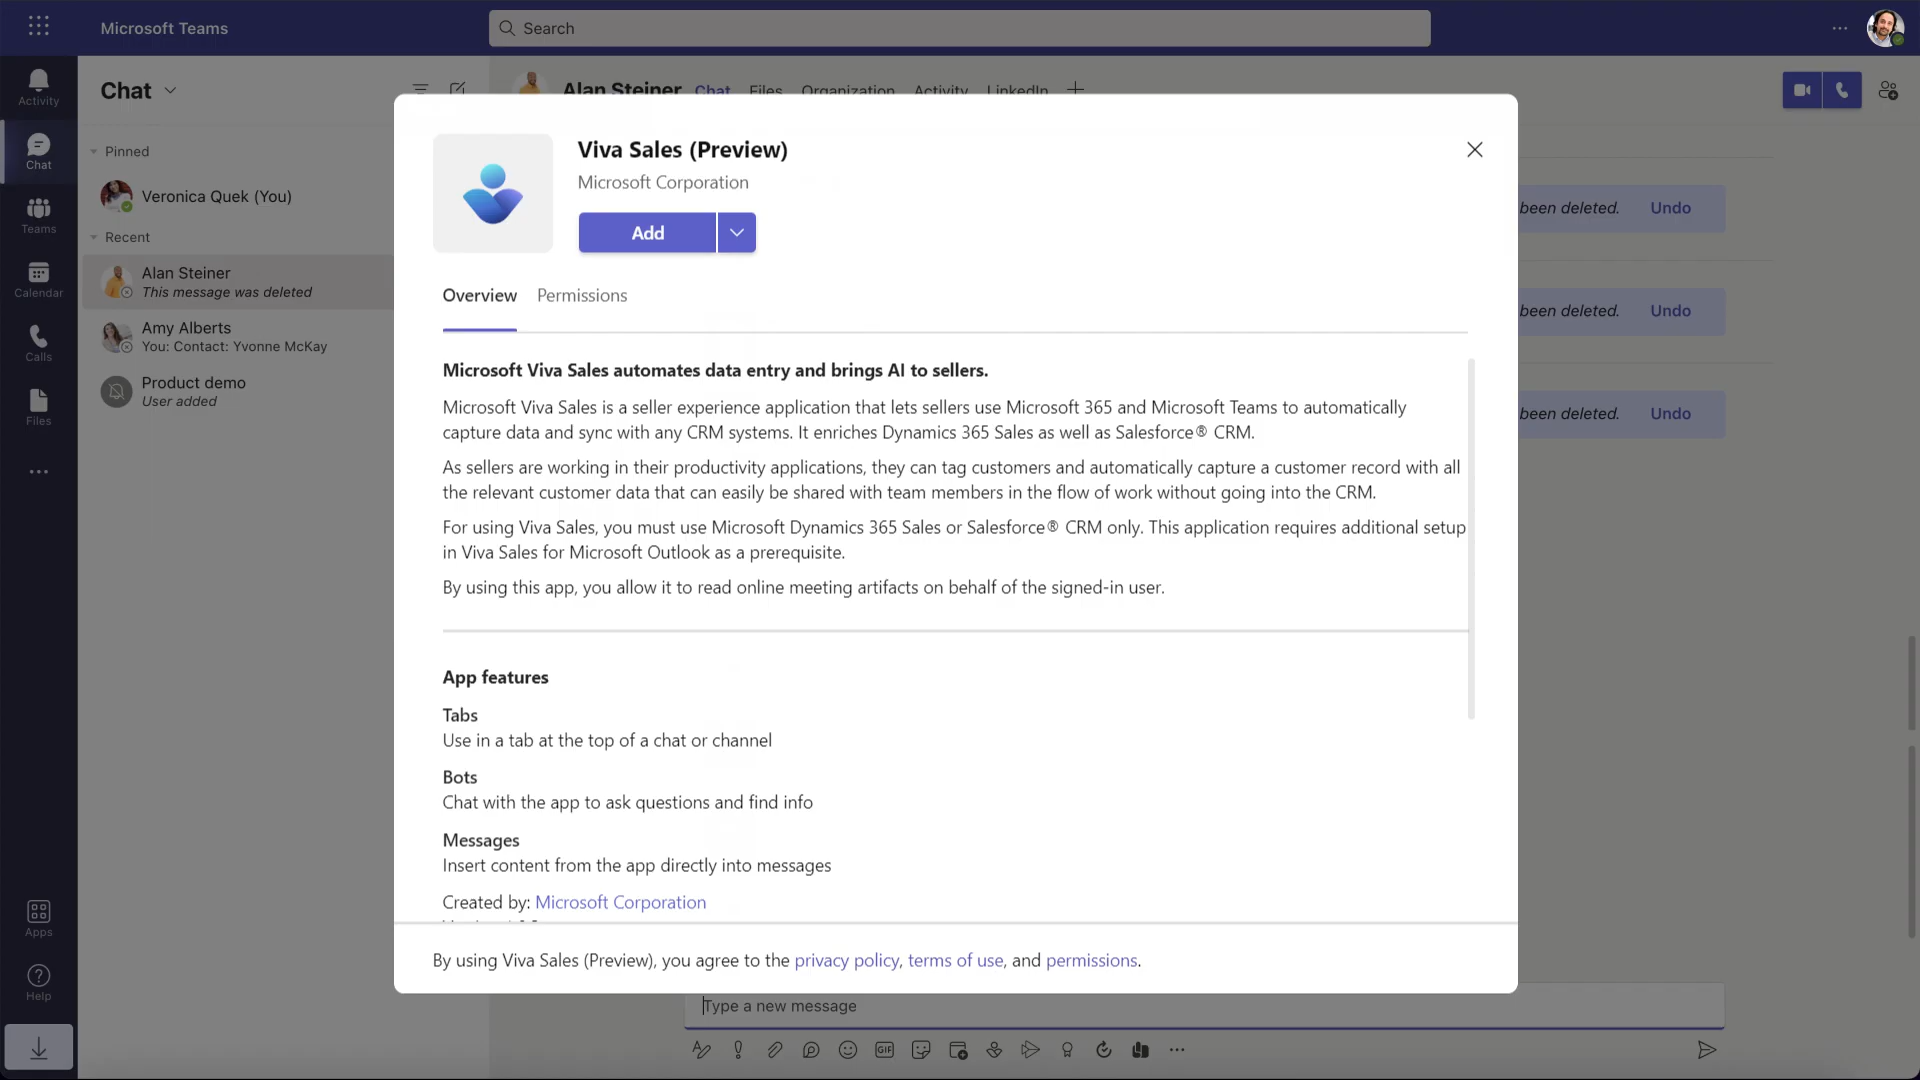 Microsoft Teams
Search
Activity
Chat
Teams
Calendar
Calls
Files
Apps
Help
Chat
Pinned
Veronica Quek (You)
Recent
Alan Steiner
This message was deleted
Amy Alberts
You: Contact: Yvonne McKay
Product demo
User added
Alan Steiner
Chat
Files
Organization
Activity
LinkedIn
been deleted. Undo
been deleted. Undo
been deleted. Undo
Viva Sales (Preview)
Microsoft Corporation
Add
Overview
Permissions
Microsoft Viva Sales automates data entry and brings AI to sellers.
Microsoft Viva Sales is a seller experience application that lets sellers use Microsoft 365 and Microsoft Teams to automatically
capture data and sync with any CRM systems. It enriches Dynamics 365 Sales as well as Salesforce® CRM.
As sellers are working in their productivity applications, they can tag customers and automatically capture a customer record with all
the relevant customer data that can easily be shared with team members in the flow of work without going into the CRM.
For using Viva Sales, you must use Microsoft Dynamics 365 Sales or Salesforce® CRM only. This application requires additional setup
in Viva Sales for Microsoft Outlook as a prerequisite.
By using this app, you allow it to read online meeting artifacts on behalf of the signed-in user.
App features
Tabs
Use in a tab at the top of a chat or channel
Bots
Chat with the app to ask questions and find info
Messages
Insert content from the app directly into messages
Created by: Microsoft Corporation
By using Viva Sales (Preview), you agree to the privacy policy, terms of use, and permissions.
Type a new message
GIF